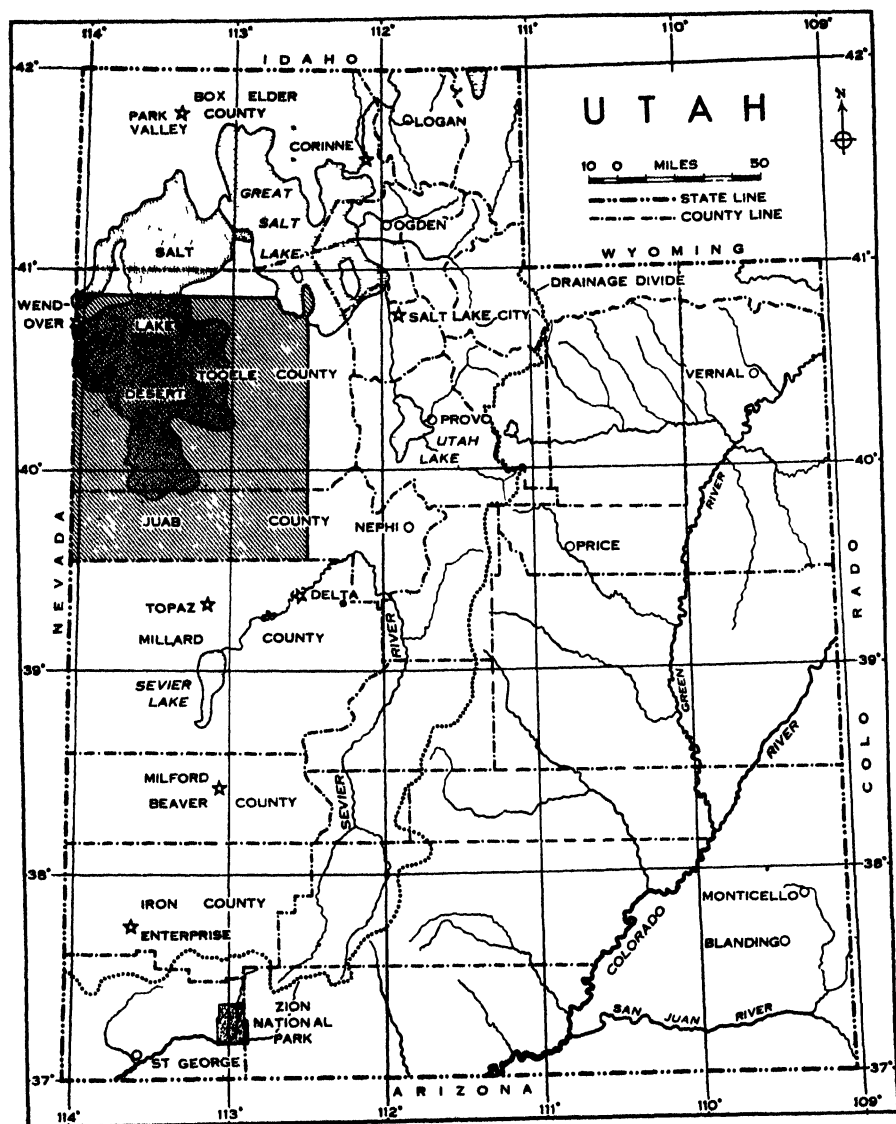 114°
113°
112°
111°
110°
109°
42°
42°
IDAHO
UTAH
N
10 0 MILES 50
STATE LINE
COUNTY LINE
BOX ELDER
COUNTY
PARK
VALLEY
CORINNE
LOGAN
GREAT
SALT
LAKE
OGDEN
SALT
WYOMING
41°
41°
DRAINAGE DIVIDE
WEND-
OVER
LAKE
SALT LAKE CITY
TOOELE COUNTY
DESERT
VERNAL
PROVO
UTAH
LAKE
40°
40°
RIVER
JUAB COUNTY
NEPHI
PRICE
NEVADA
COLO RADO
TOPAZ
DELTA
MILLARD COUNTY
RIVER
39°
39°
SEVIER
LAKE
GREEN
RIVER
MILFORD
BEAVER COUNTY
SEVIER
38°
38°
IRON COUNTY
ENTERPRISE
MONTICELLO
BLANDING
COLORADO
ZION
NATIONAL
PARK
SAN JUAN RIVER
ST GEORGE
37°
37°
ARIZONA
114°
113°
112°
111°
110°
109°